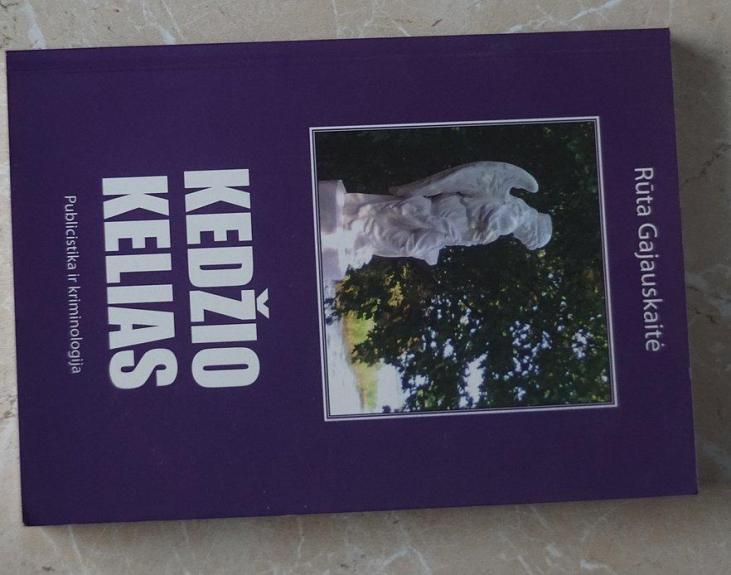 Rūta Gajauskaitė
KEDŽIO
KELIAS
Publicistika ir kriminologija